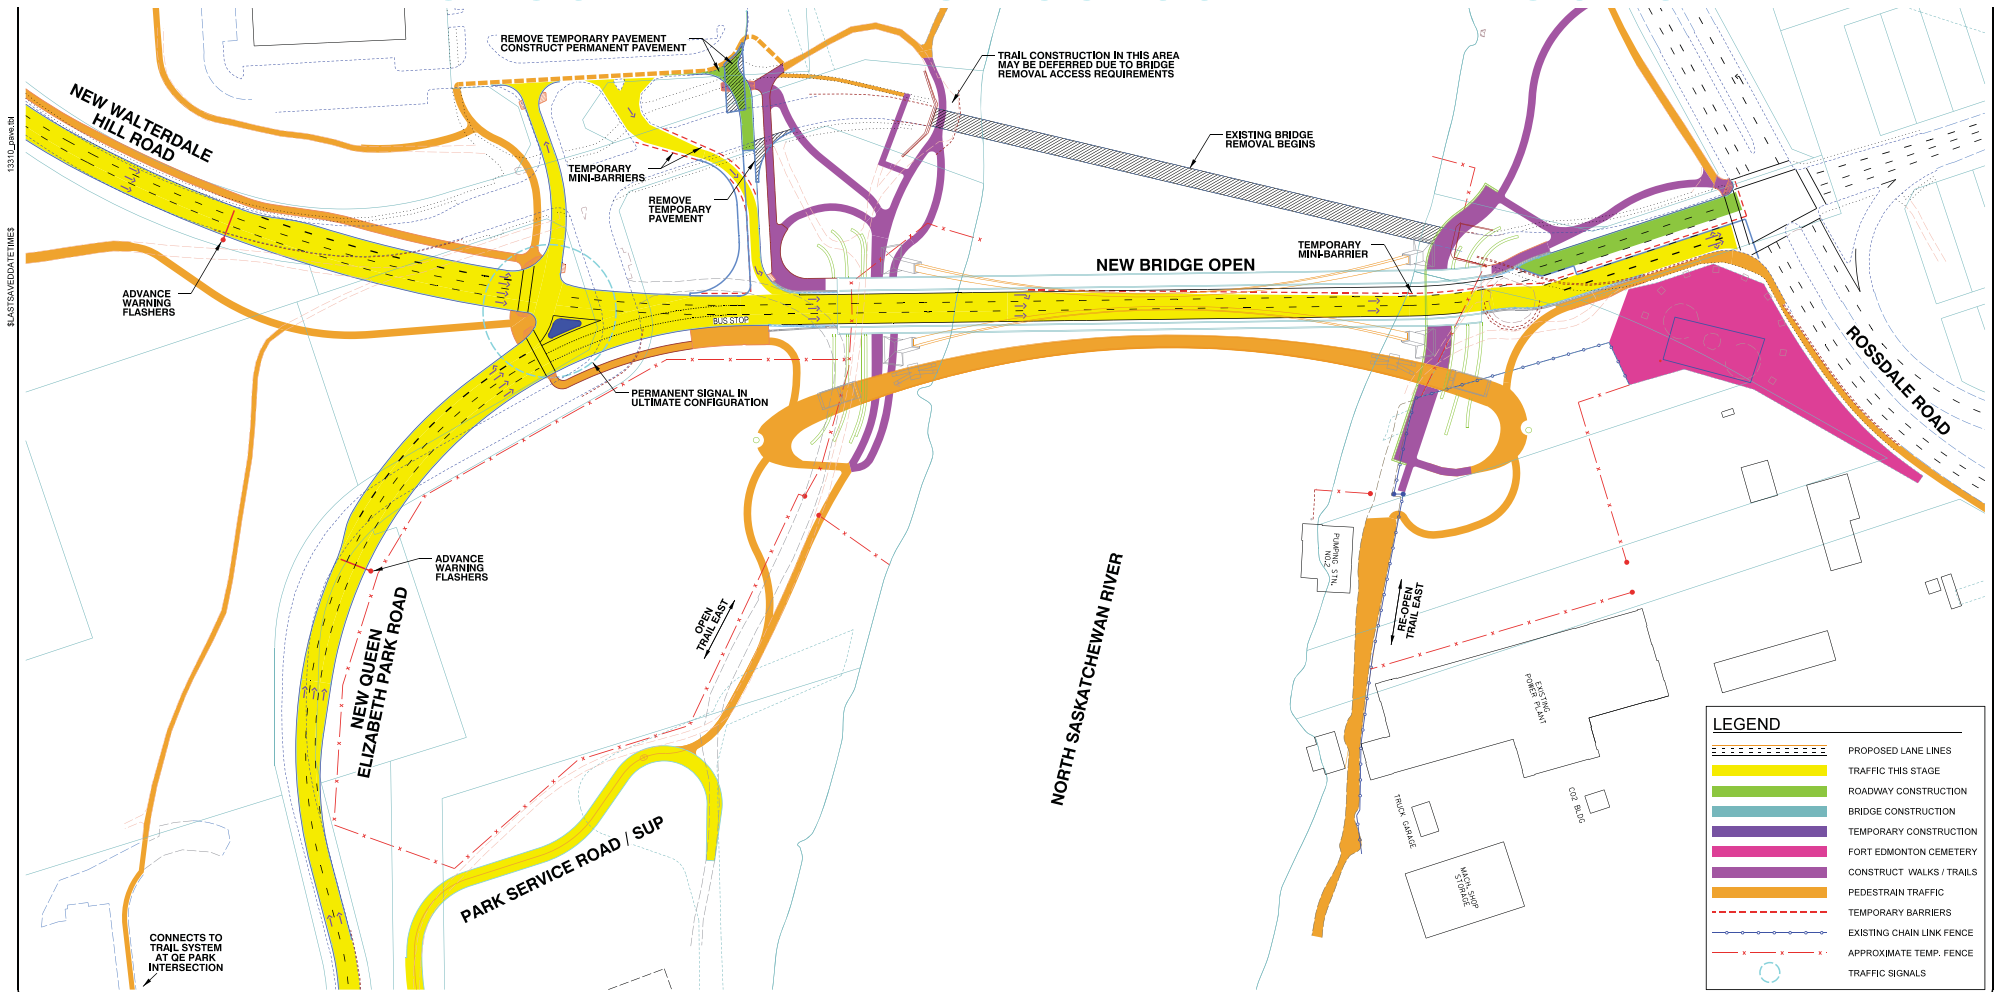 REMOVE TEMPORARY PAVEMENT
CONSTRUCT PERMANENT PAVEMENT
TRAIL CONSTRUCTION IN THIS AREA
MAY BE DEFERRED DUE TO BRIDGE
REMOVAL ACCESS REQUIREMENTS
NEW WALTERDALE
HILL ROAD
13310_peave.tbl
$LASTSAVEDDATETIME$
EXISTING BRIDGE
REMOVAL BEGINS
TEMPORARY
MINI-BARRIERS
REMOVE
TEMPORARY
PAVEMENT
NEW BRIDGE OPEN
TEMPORARY
MINI-BARRIER
ADVANCE
WARNING
FLASHERS
BUS STOP
ROSSDALE ROAD
PERMANENT SIGNAL IN
ULTIMATE CONFIGURATION
ADVANCE
WARNING
FLASHERS
PUMPING STN.
NO.2
OPEN
TRAIL EAST
RE-OPEN
TRAIL EAST
NORTH SASKATCHEWAN RIVER
NEW QUEEN
ELIZABETH PARK ROAD
EXISTING
POWER PLANT
PARK SERVICE ROAD / SUP
TRUCK GARAGE
CO2 BLDG
MACH. SHOP
STORAGE
CONNECTS TO
TRAIL SYSTEM
AT QE PARK
INTERSECTION
LEGEND
PROPOSED LANE LINES
TRAFFIC THIS STAGE
ROADWAY CONSTRUCTION
BRIDGE CONSTRUCTION
TEMPORARY CONSTRUCTION
FORT EDMONTON CEMETERY
CONSTRUCT WALKS / TRAILS
PEDESTRAIN TRAFFIC
TEMPORARY BARRIERS
EXISTING CHAIN LINK FENCE
APPROXIMATE TEMP. FENCE
TRAFFIC SIGNALS